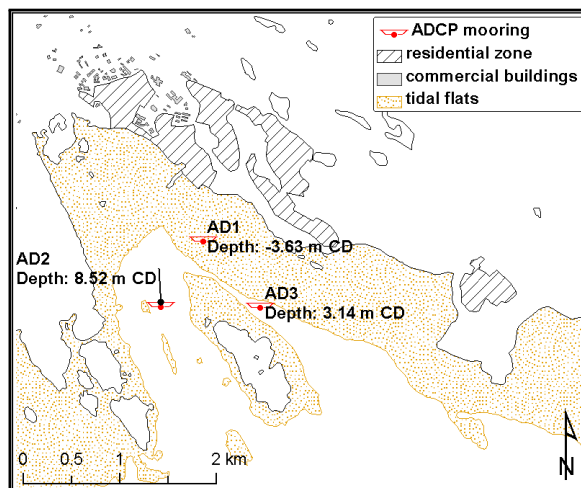 ADCP mooring
residential zone
commercial buildings
tidal flats
AD1
Depth: -3.63 m CD
AD2
Depth: 8.52 m CD
AD3
Depth: 3.14 m CD
0 0.5 1 2 km
N